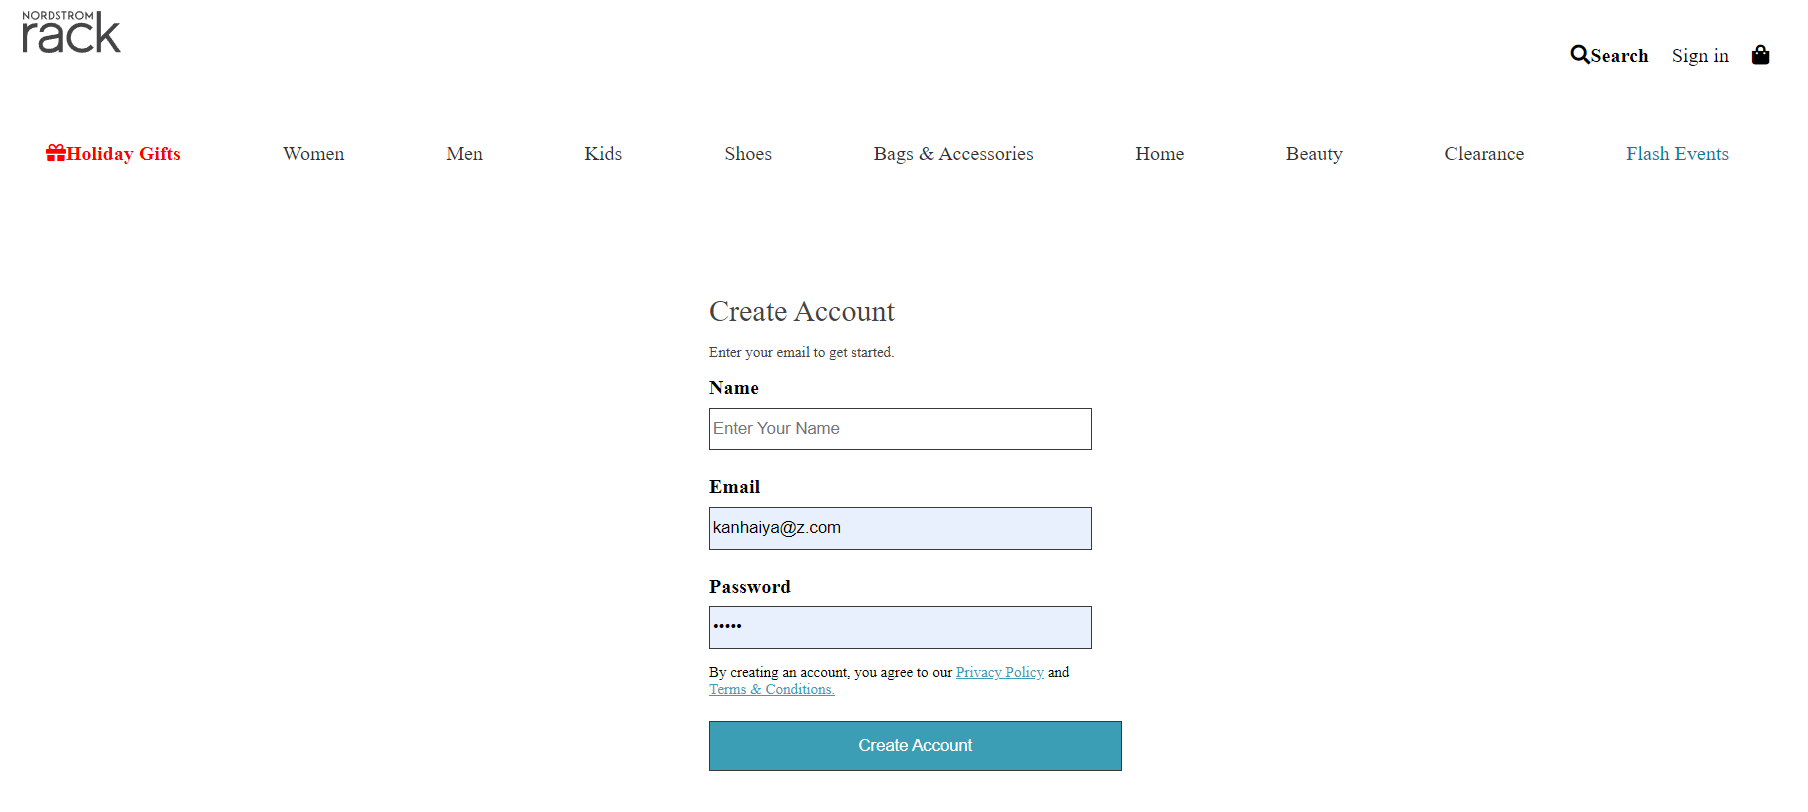 NORDSTROM
rack
Search Sign in
Holiday Gifts Women Men Kids Shoes Bags & Accessories Home Beauty Clearance Flash Events
Create Account
Enter your email to get started.
Name
Enter Your Name
Email
kanhaiya@z.com
Password
•••••
By creating an account, you agree to our Privacy Policy and
Terms & Conditions.
Create Account